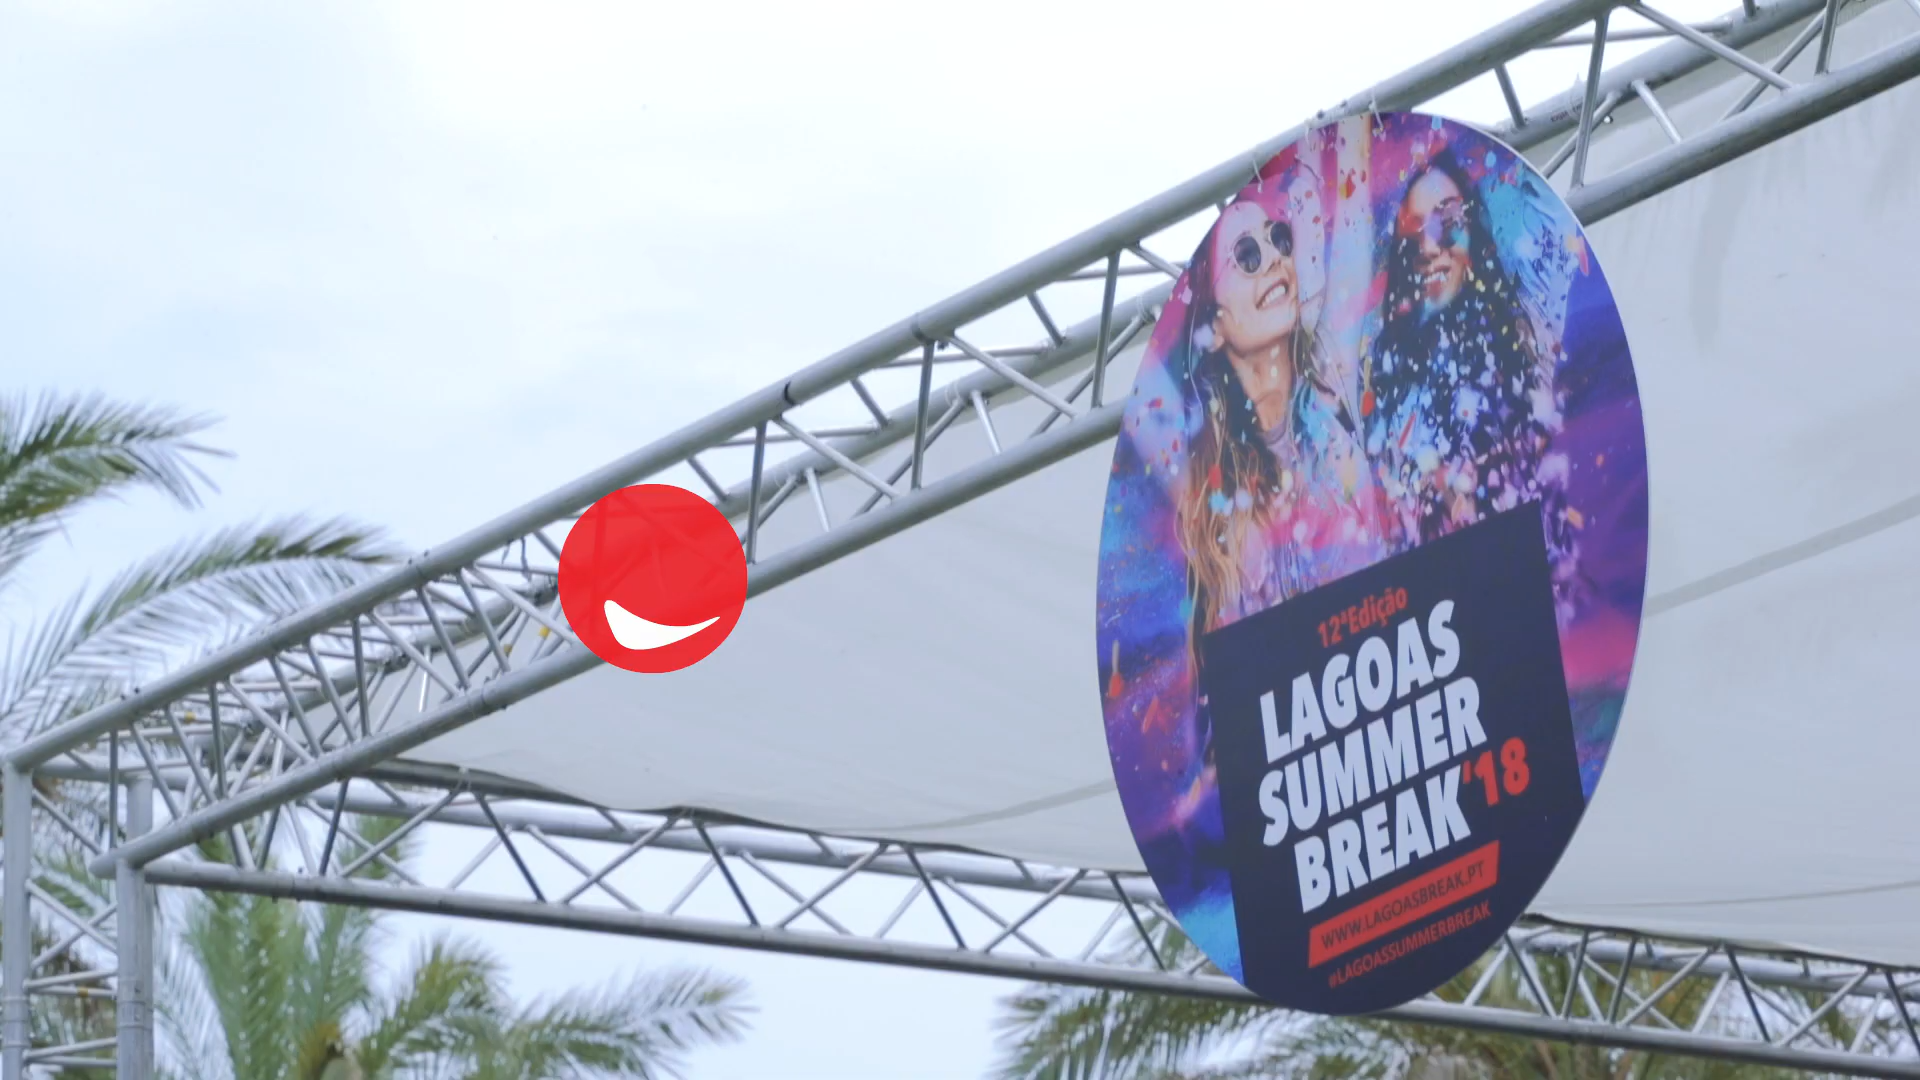 12ªEdição
LAGOAS
SUMMER
BREAK'18
WWW.LAGOASBREAK.PT
#LAGOASSUMMERBREAK